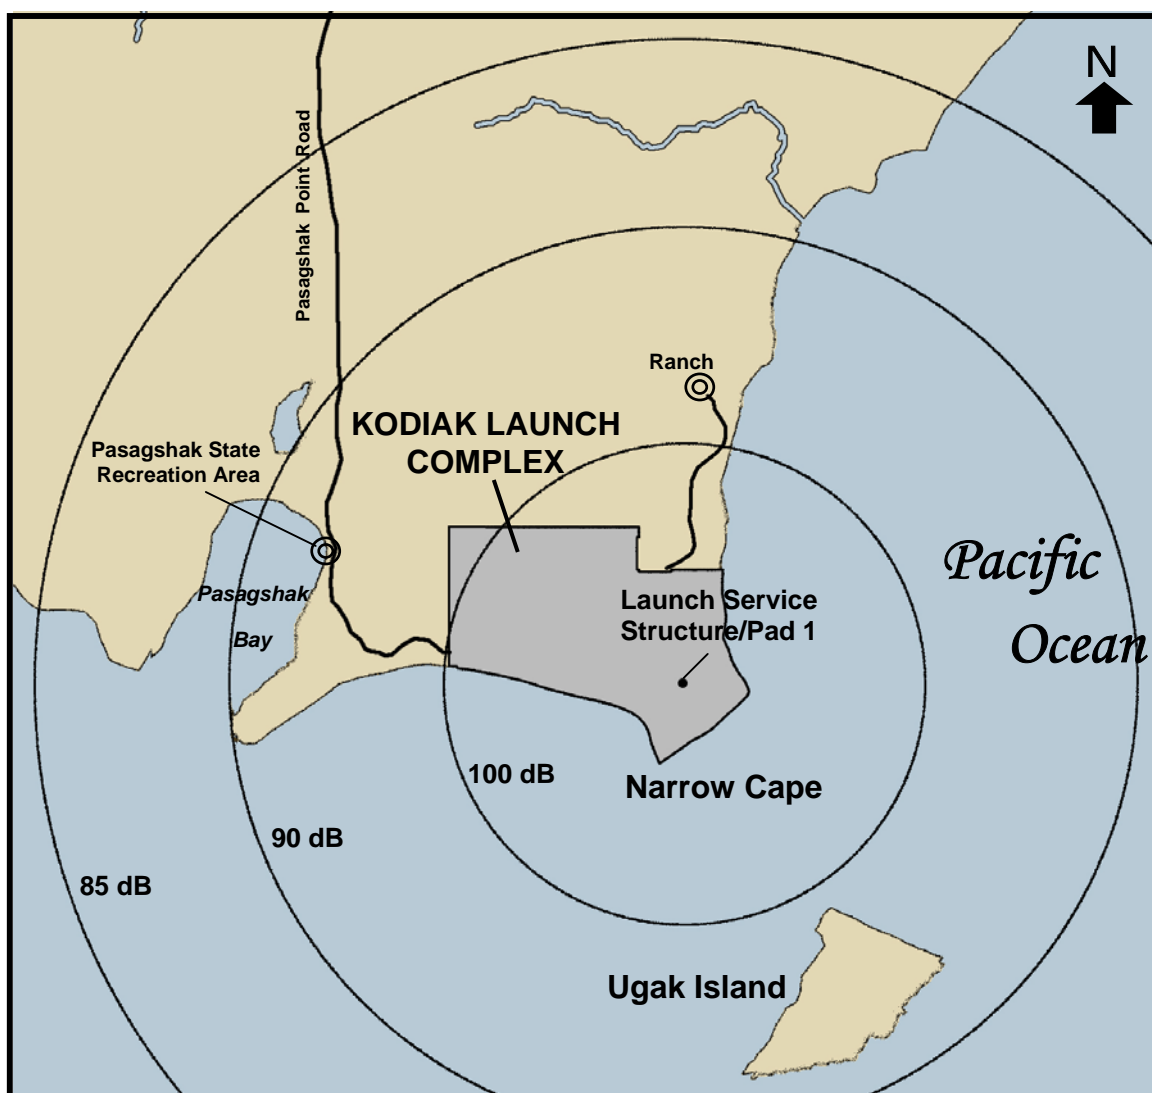 N
Pasagshak Point Road
Ranch
KODIAK LAUNCH
COMPLEX
Pasagshak State
Recreation Area
Pacific
Ocean
Pasagshak
Bay
Launch Service
Structure/Pad 1
100 dB
Narrow Cape
90 dB
85 dB
Ugak Island